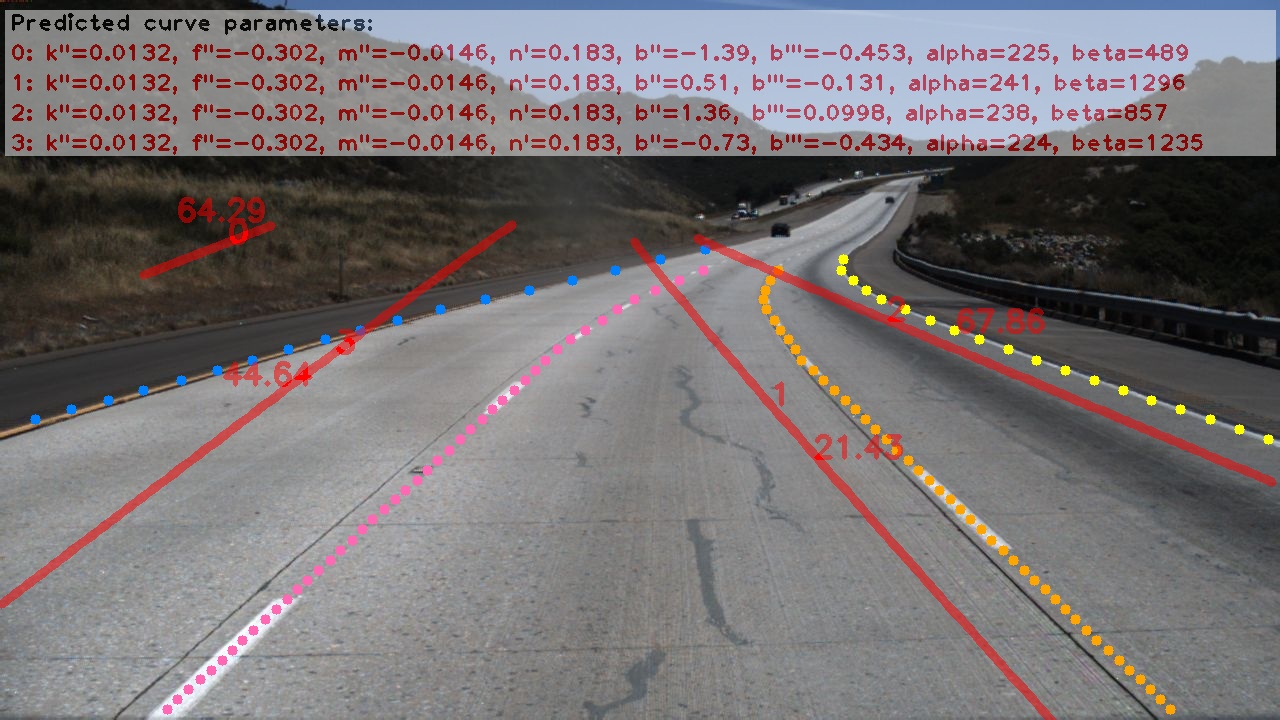 Predicted curve parameters:
0: k''=0.0132, f''=−0.302, m''=−0.0146, n'=0.183, b''=−1.39, b'''=−0.453, alpha=225, beta=489
1: k''=0.0132, f''=−0.302, m''=−0.0146, n'=0.183, b''=0.51, b'''=−0.131, alpha=241, beta=1296
2: k''=0.0132, f''=−0.302, m''=−0.0146, n'=0.183, b''=1.36, b'''=0.0998, alpha=238, beta=857
3: k''=0.0132, f''=−0.302, m''=−0.0146, n'=0.183, b''=−0.73, b'''=−0.434, alpha=224, beta=1235
64.29
0
2
67.86
3
44.64
1
21.43